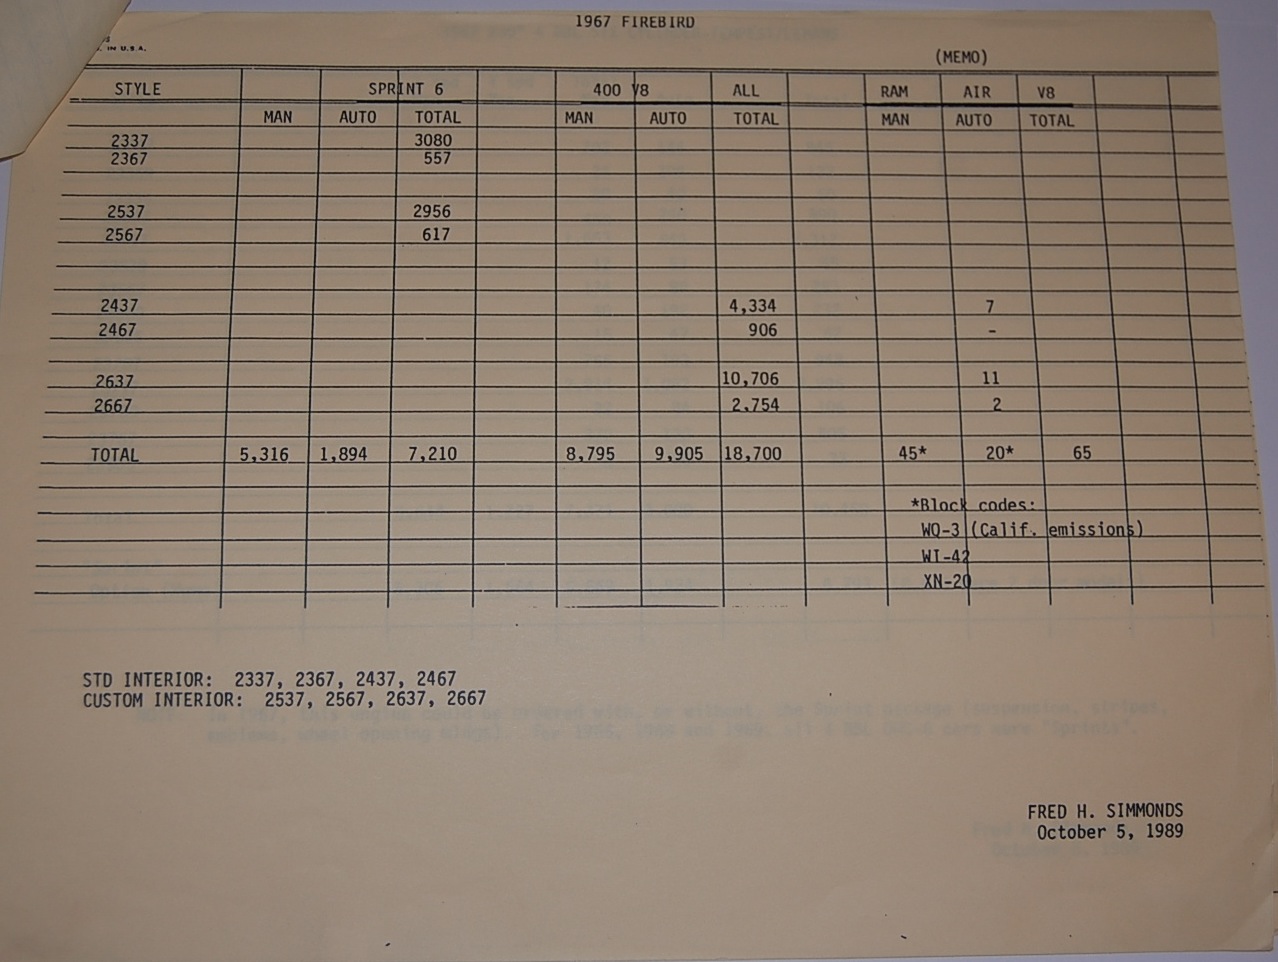 1967 FIREBIRD
IN U.S.A.
(MEMO)
STYLE SPRINT 6 400 V8 ALL RAM AIR V8
MAN AUTO TOTAL MAN AUTO TOTAL MAN AUTO TOTAL
2337 3080
2367 557
2537 2956
2567 617
2437 4,334 7
2467 906 -
2637 10,706 11
2667 2,754 2
TOTAL 5,316 1,894 7,210 8,795 9,905 18,700 45* 20* 65
*Block codes:
WQ-3 (Calif. emissions)
WI-42
XN-20
STD INTERIOR: 2337, 2367, 2437, 2467
CUSTOM INTERIOR: 2537, 2567, 2637, 2667
FRED H. SIMMONDS
October 5, 1989